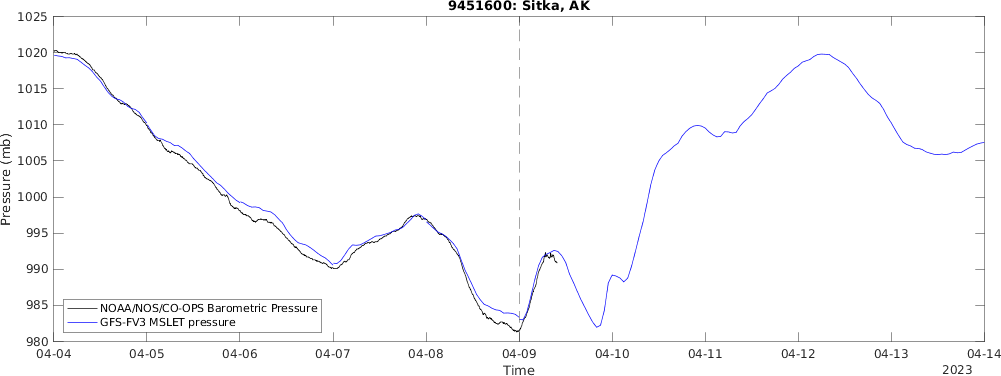 9451600: Sitka, AK
Pressure (mb)
1025
1020
1015
1010
1005
1000
995
990
985
980
NOAA/NOS/CO-OPS Barometric Pressure
GFS-FV3 MSLET pressure
04-04 04-05 04-06 04-07 04-08 04-09 04-10 04-11 04-12 04-13 04-14
Time
2023